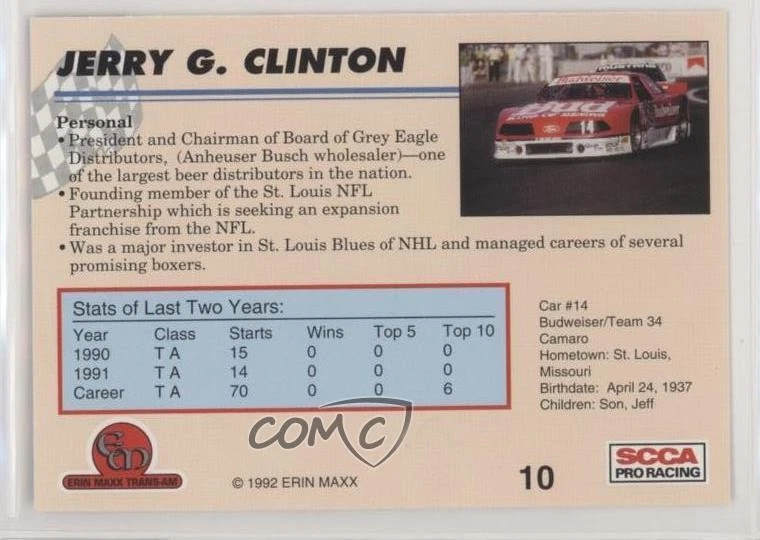 JERRY G. CLINTON
Personal
• President and Chairman of Board of Grey Eagle
Distributors, (Anheuser Busch wholesaler)—one
of the largest beer distributors in the nation.
• Founding member of the St. Louis NFL
Partnership which is seeking an expansion
franchise from the NFL.
• Was a major investor in St. Louis Blues of NHL and managed careers of several
promising boxers.
Budweiser
Bud
KING OF BEERS
Ford
14
Stats of Last Two Years:
Year Class Starts Wins Top 5 Top 10
1990 T A 15 0 0 0
1991 T A 14 0 0 0
Career T A 70 0 0 6
Car #14
Budweiser/Team 34
Camaro
Hometown: St. Louis,
Missouri
Birthdate: April 24, 1937
Children: Son, Jeff
COMC
EM
ERIN MAXX TRANS-AM
© 1992 ERIN MAXX
10
SCCA
PRO RACING